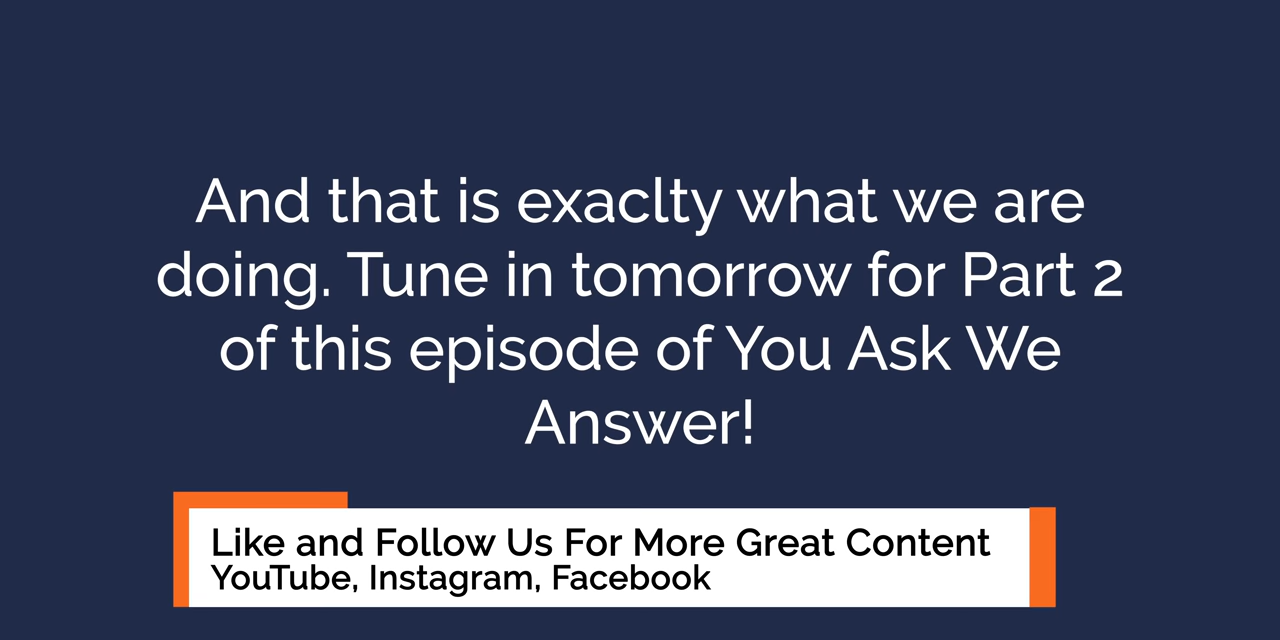 And that is exaclty what we are
doing. Tune in tomorrow for Part 2
of this episode of You Ask We
Answer!
Like and Follow Us For More Great Content
YouTube, Instagram, Facebook